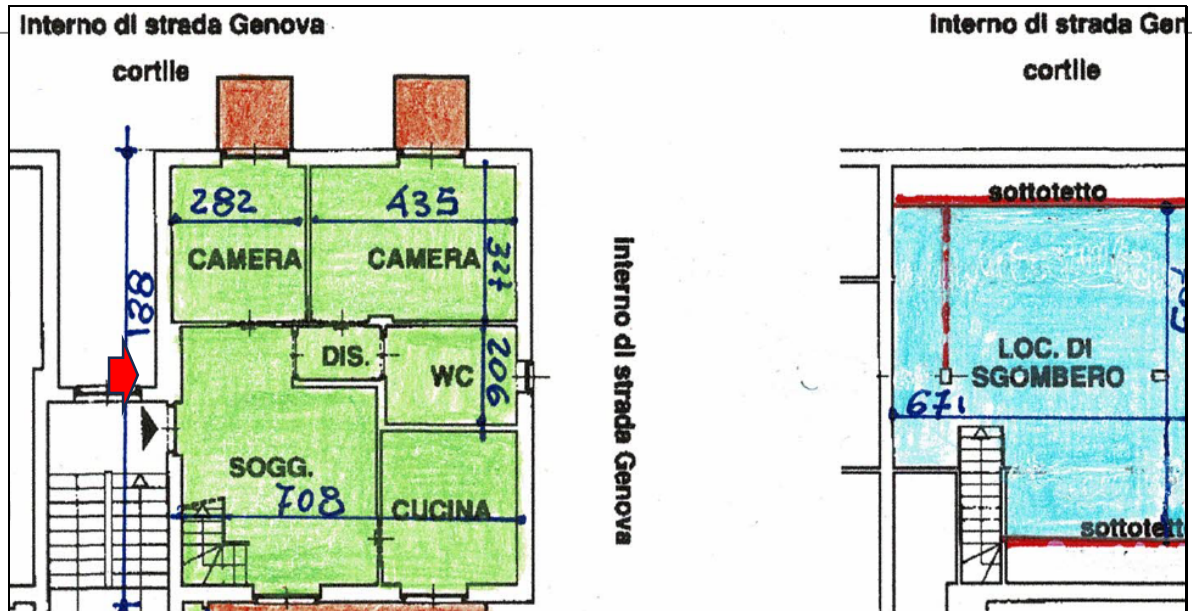 interno di strada Genova
cortile
282
435
CAMERA
CAMERA
327
881
DIS.
WC
206
SOGG.
708
CUCINA
interno di strada Genova
interno di strada Gen
cortile
sottotetto
LOC. DI
SGOMBERO
671
sottotett